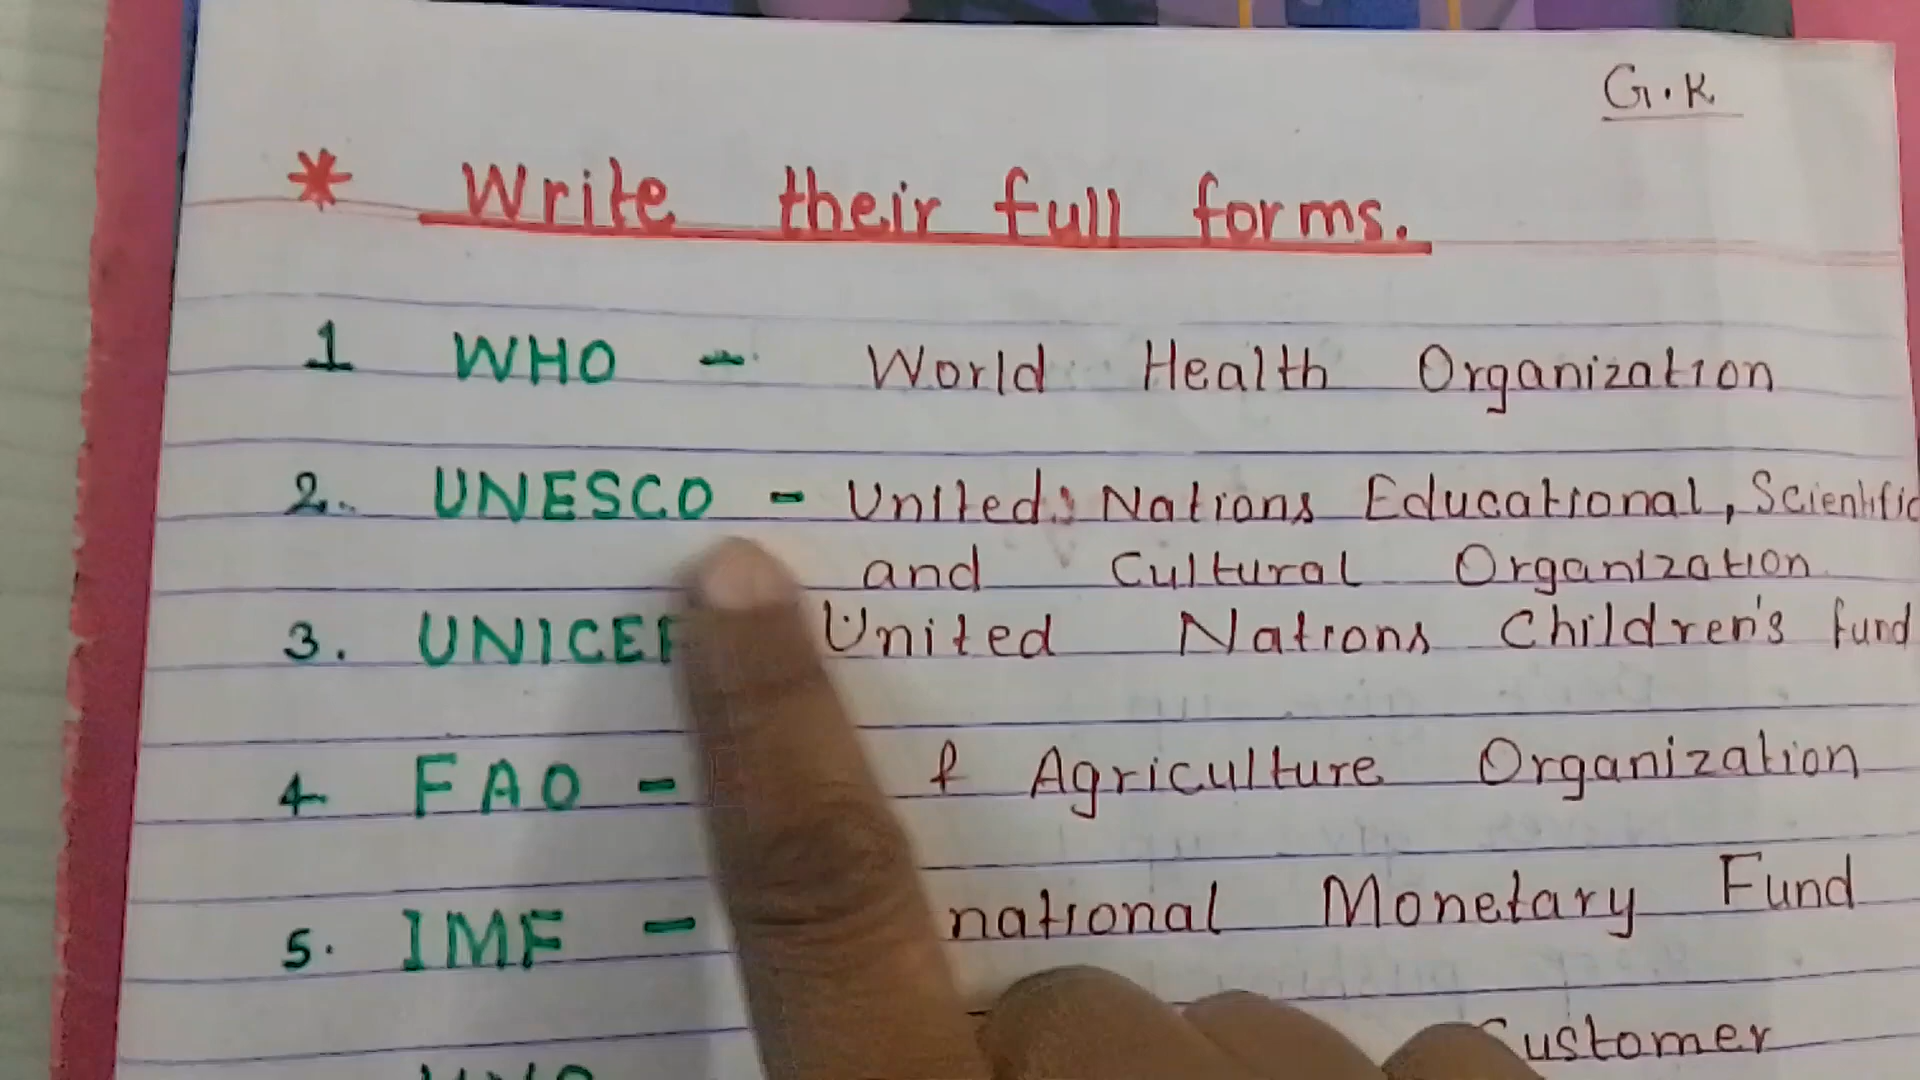 G.K
* Write their full forms.
1 WHO - World Health Organization
2. UNESCO - United Nations Educational, Scientific
and Cultural Organization
3. UNICEF United Nations Children's fund
4 FAO - & Agriculture Organization
5. IMF - national Monetary Fund
Customer